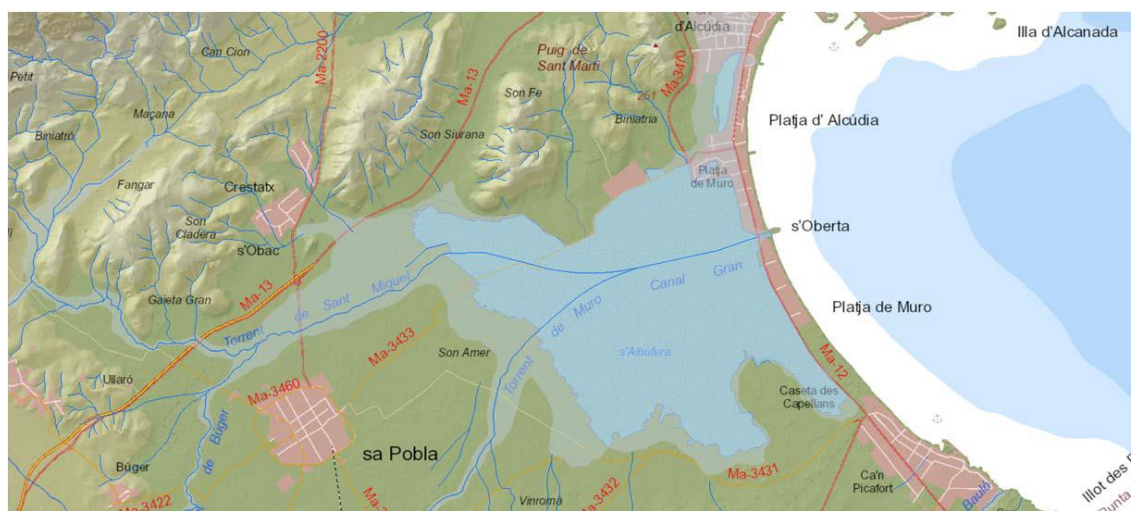 d'Alcúdia
Illa d'Alcanada
Can Cion
Ma-2200
Puig de
Sant Martí
Ma-3470
Petit
Ma-13
Son Fe
251
Maçana
Biniatria
Platja d' Alcúdia
Biniatró
Son Siurana
Fangar
Crestatx
Platja
de Muro
Son
Cladera
s'Oberta
s'Obac
Gaieta Gran
Ma-13
Torrent de Sant Miquel
Canal Gran
Platja de Muro
Torrent de Muro
Ma-3433
Son Amer
s'Albufera
Ma-12
Ullaró
Ma-3460
Caseta des
Capellans
sa Pobla
de Búger
Búger
Ma-3431
Ca'n
Picafort
Ma-3422
Ma-3432
Vinromà
Bauló
Illot des
Punta